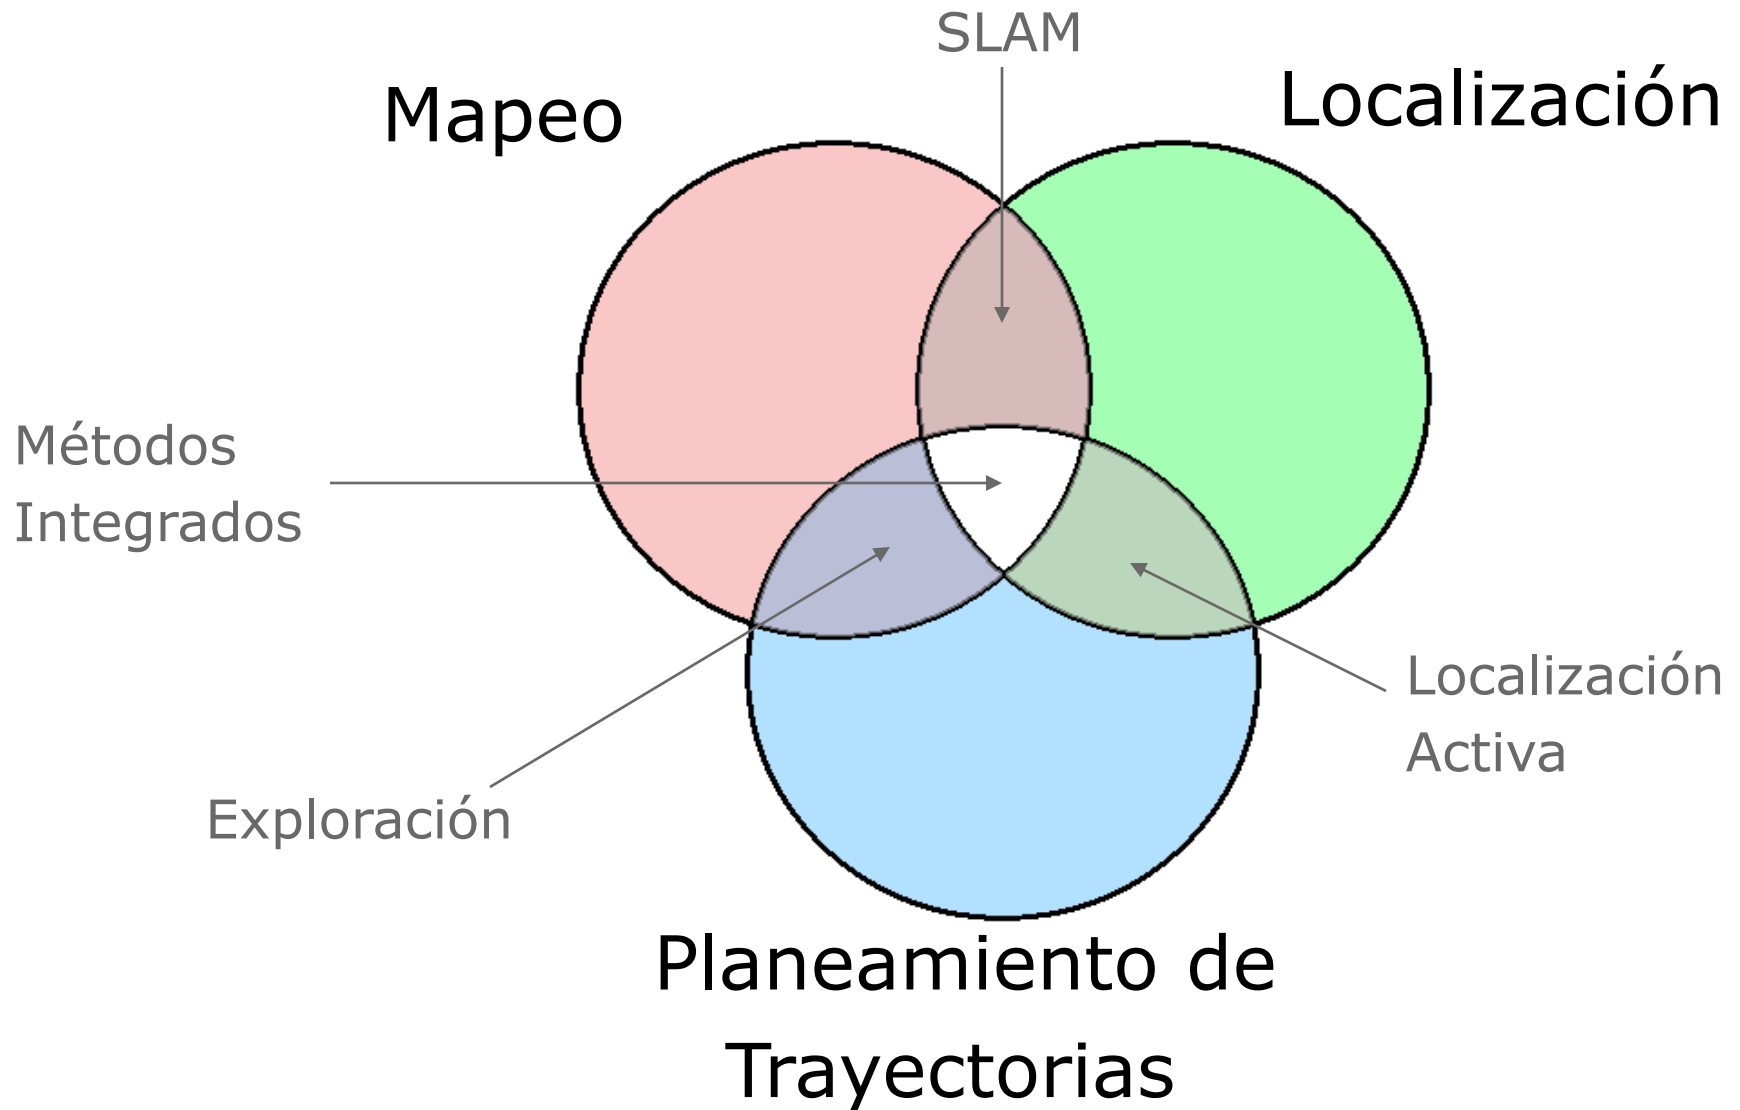 SLAM
Mapeo
Localización
Métodos
Integrados
Localización
Activa
Exploración
Planeamiento de
Trayectorias